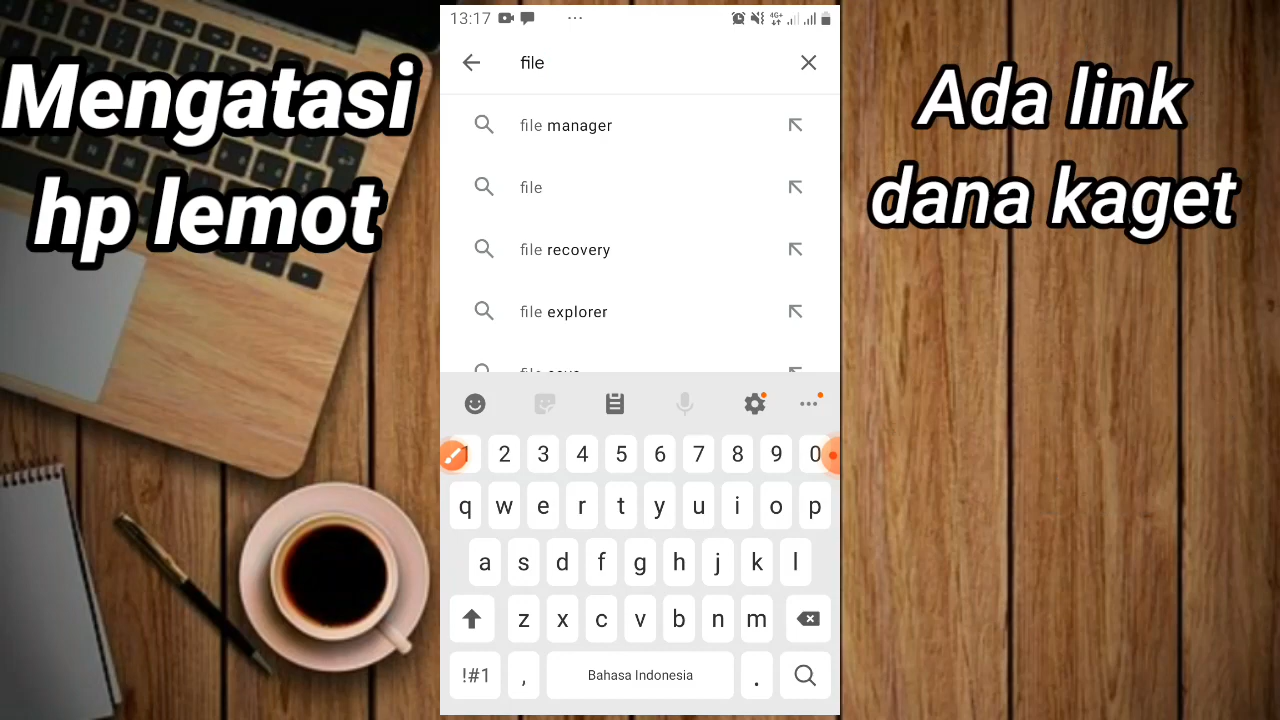 Mengatasi
hp lemot
13:17
4G+
file
file manager
file
file recovery
file explorer
1 2 3 4 5 6 7 8 9 0
q w e r t y u i o p
a s d f g h j k l
z x c v b n m
!#1 , Bahasa Indonesia .
Ada link
dana kaget